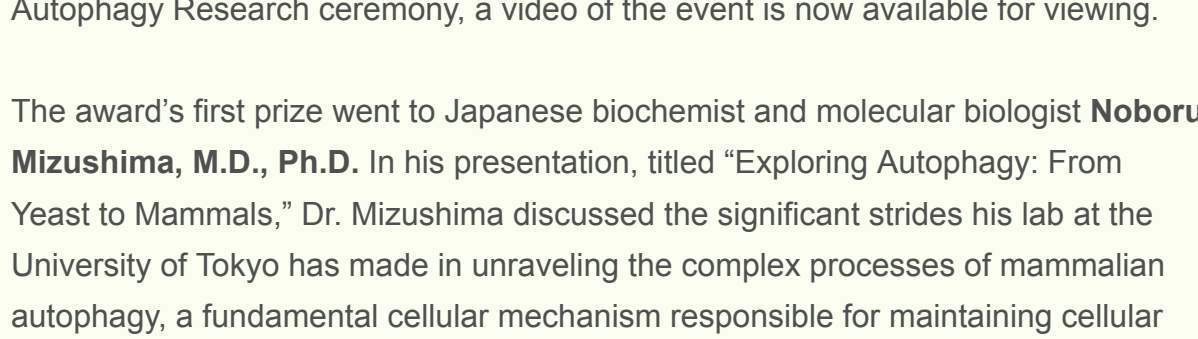 Autophagy Research ceremony, a video of the event is now available for viewing.
The award’s first prize went to Japanese biochemist and molecular biologist Noboru
Mizushima, M.D., Ph.D. In his presentation, titled “Exploring Autophagy: From
Yeast to Mammals,” Dr. Mizushima discussed the significant strides his lab at the
University of Tokyo has made in unraveling the complex processes of mammalian
autophagy, a fundamental cellular mechanism responsible for maintaining cellular